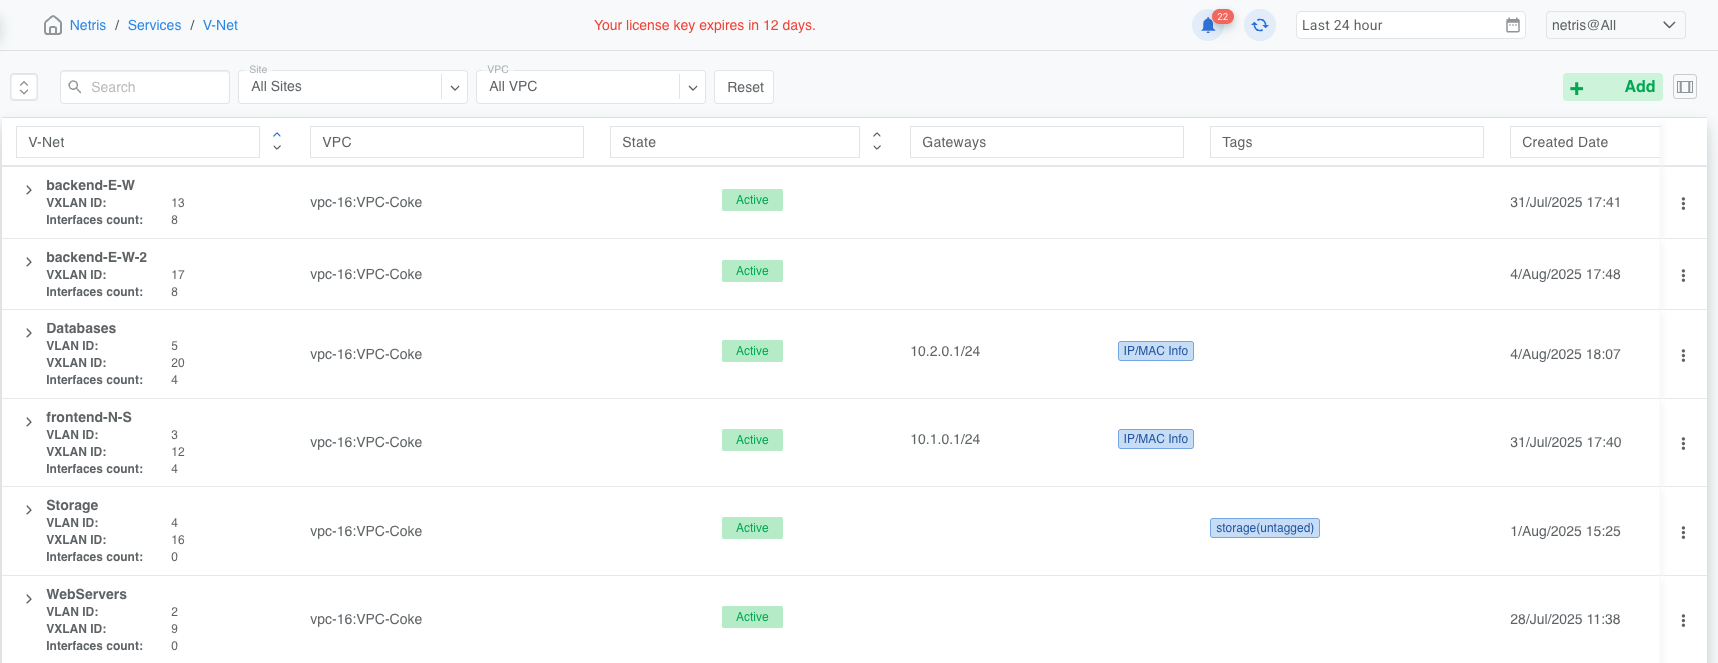 Netris / Services / V-Net
Your license key expires in 12 days.
22
Last 24 hour
netris@All
Search
Site
All Sites
VPC
All VPC
Reset
+ Add
V-Net
VPC
State
Gateways
Tags
Created Date
backend-E-W
VXLAN ID: 13
Interfaces count: 8
vpc-16:VPC-Coke
Active
31/Jul/2025 17:41
backend-E-W-2
VXLAN ID: 17
Interfaces count: 8
vpc-16:VPC-Coke
Active
4/Aug/2025 17:48
Databases
VLAN ID: 5
VXLAN ID: 20
Interfaces count: 4
vpc-16:VPC-Coke
Active
10.2.0.1/24
IP/MAC Info
4/Aug/2025 18:07
frontend-N-S
VLAN ID: 3
VXLAN ID: 12
Interfaces count: 4
vpc-16:VPC-Coke
Active
10.1.0.1/24
IP/MAC Info
31/Jul/2025 17:40
Storage
VLAN ID: 4
VXLAN ID: 16
Interfaces count: 0
vpc-16:VPC-Coke
Active
storage(untagged)
1/Aug/2025 15:25
WebServers
VLAN ID: 2
VXLAN ID: 9
Interfaces count: 0
vpc-16:VPC-Coke
Active
28/Jul/2025 11:38